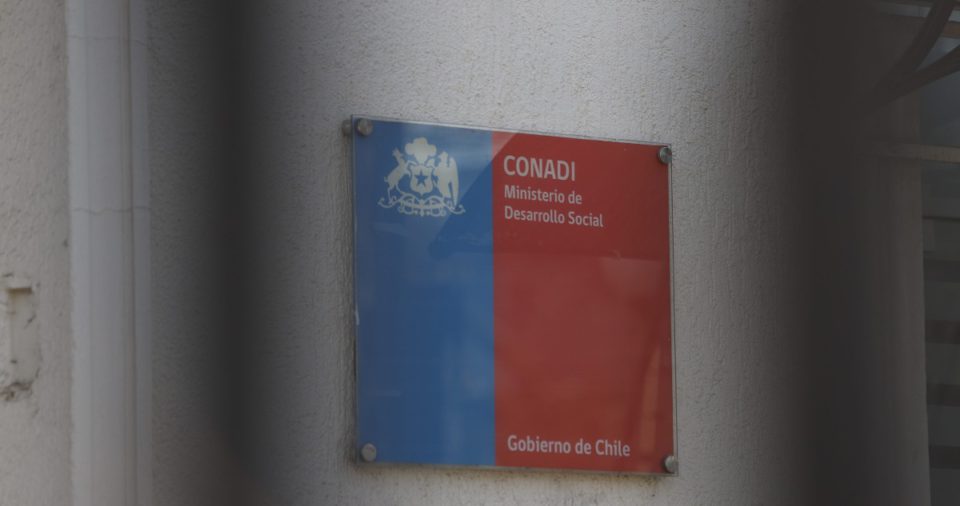 CONADI
Ministerio de
Desarrollo Social
Gobierno de Chile